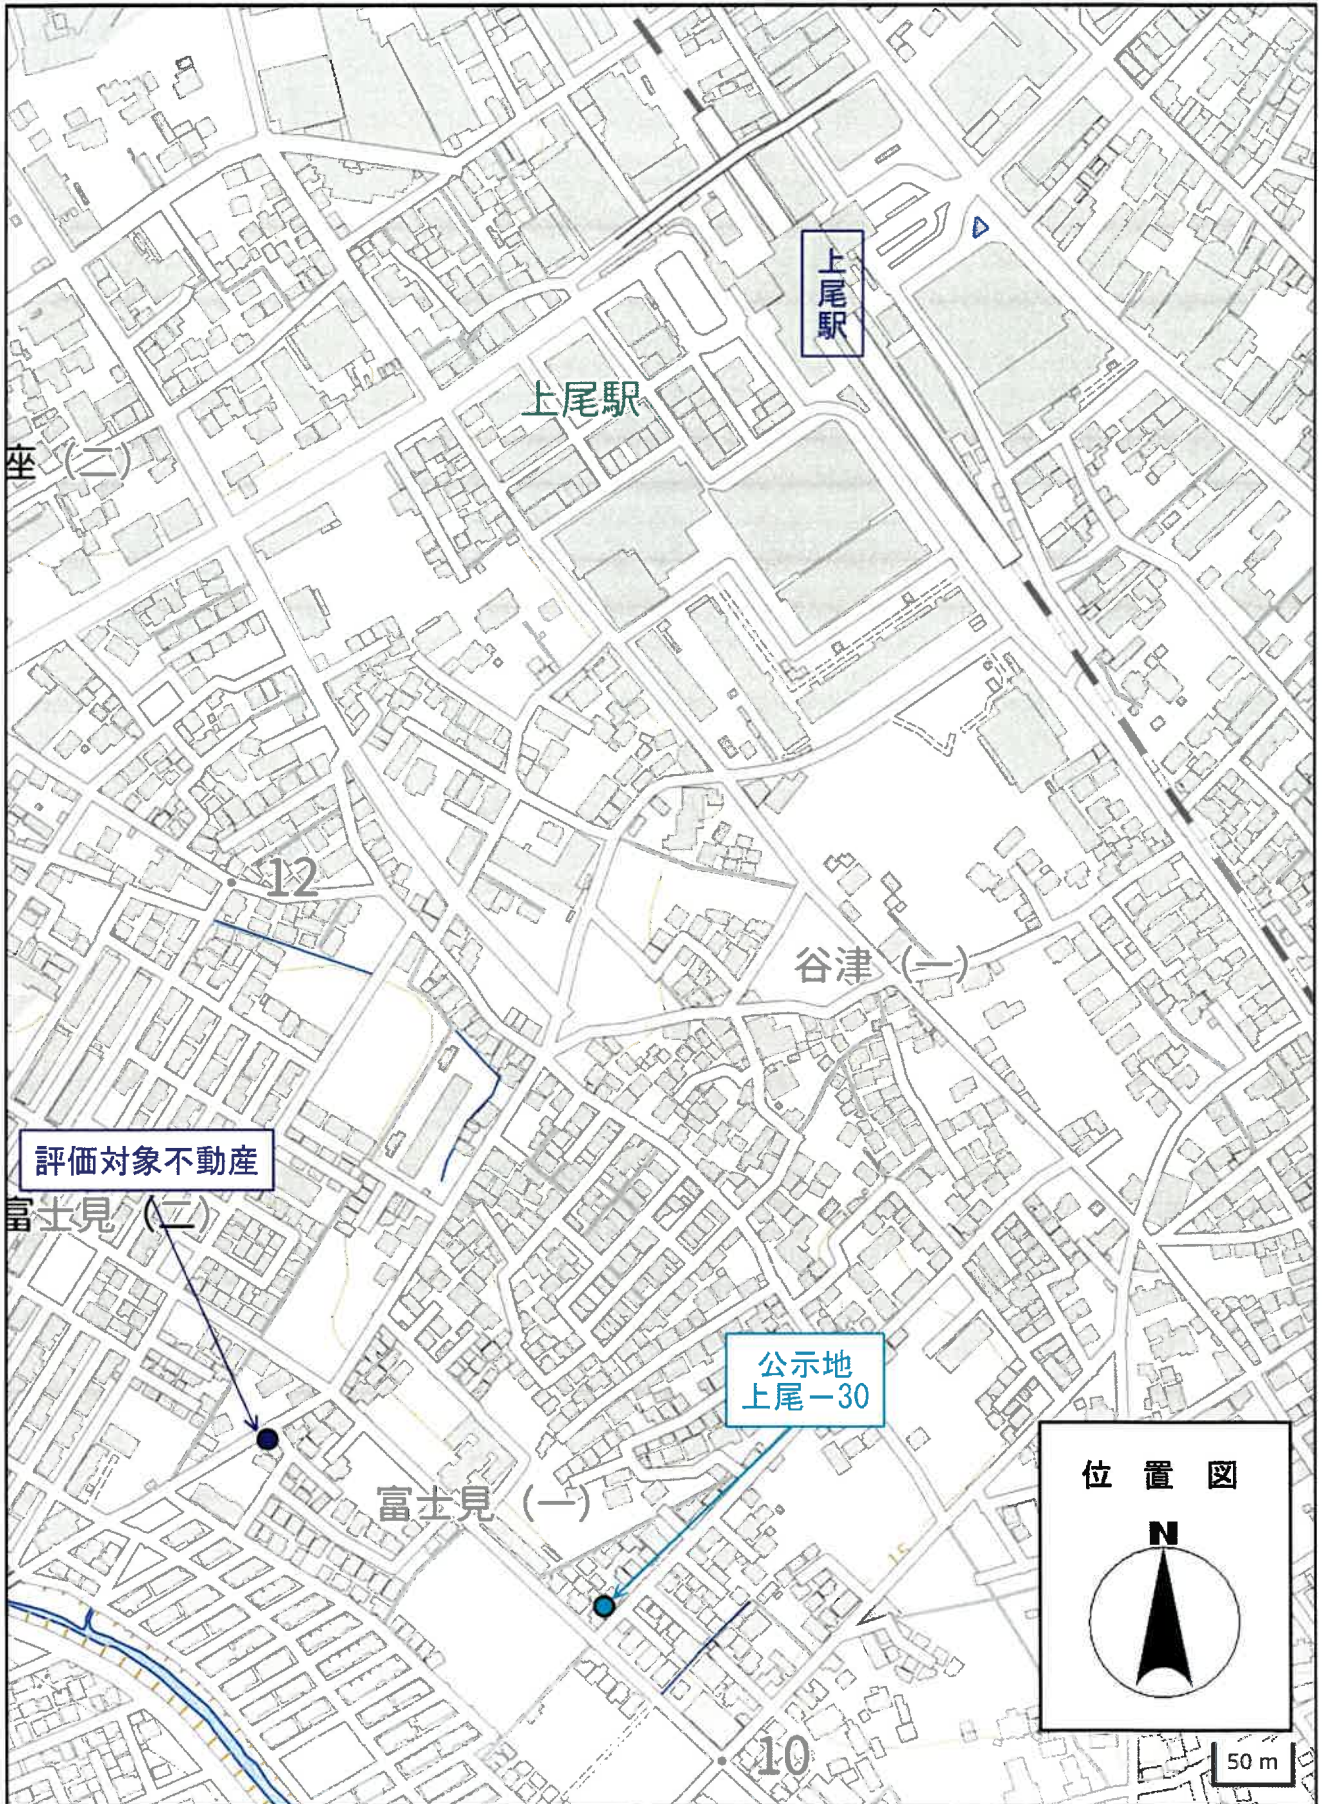 上尾駅
上尾駅
座（二）
12
谷津（一）
評価対象不動産
富士見（二）
公示地
上尾－30
富士見（一）
15
位置図
N
10
50 m